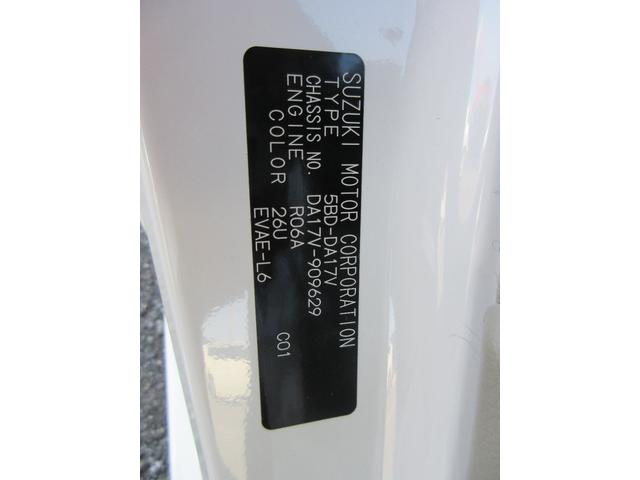 SUZUKI MOTOR CORPORATION
TYPE 5BD-DA17V
CHASSIS NO. DA17V-909629
ENGINE R06A
COLOR 26U C01
EVAE-L6